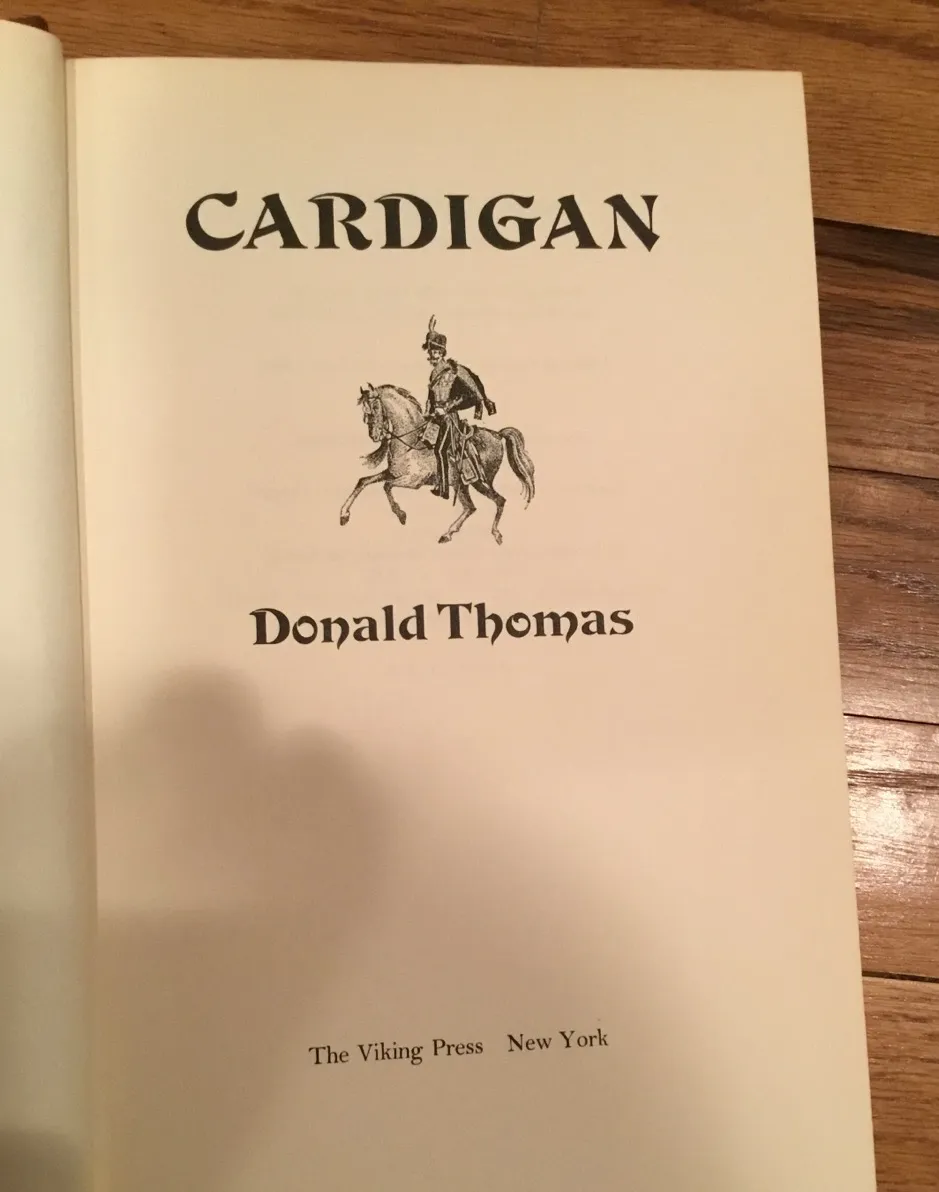 CARDIGAN
Donald Thomas
The Viking Press New York